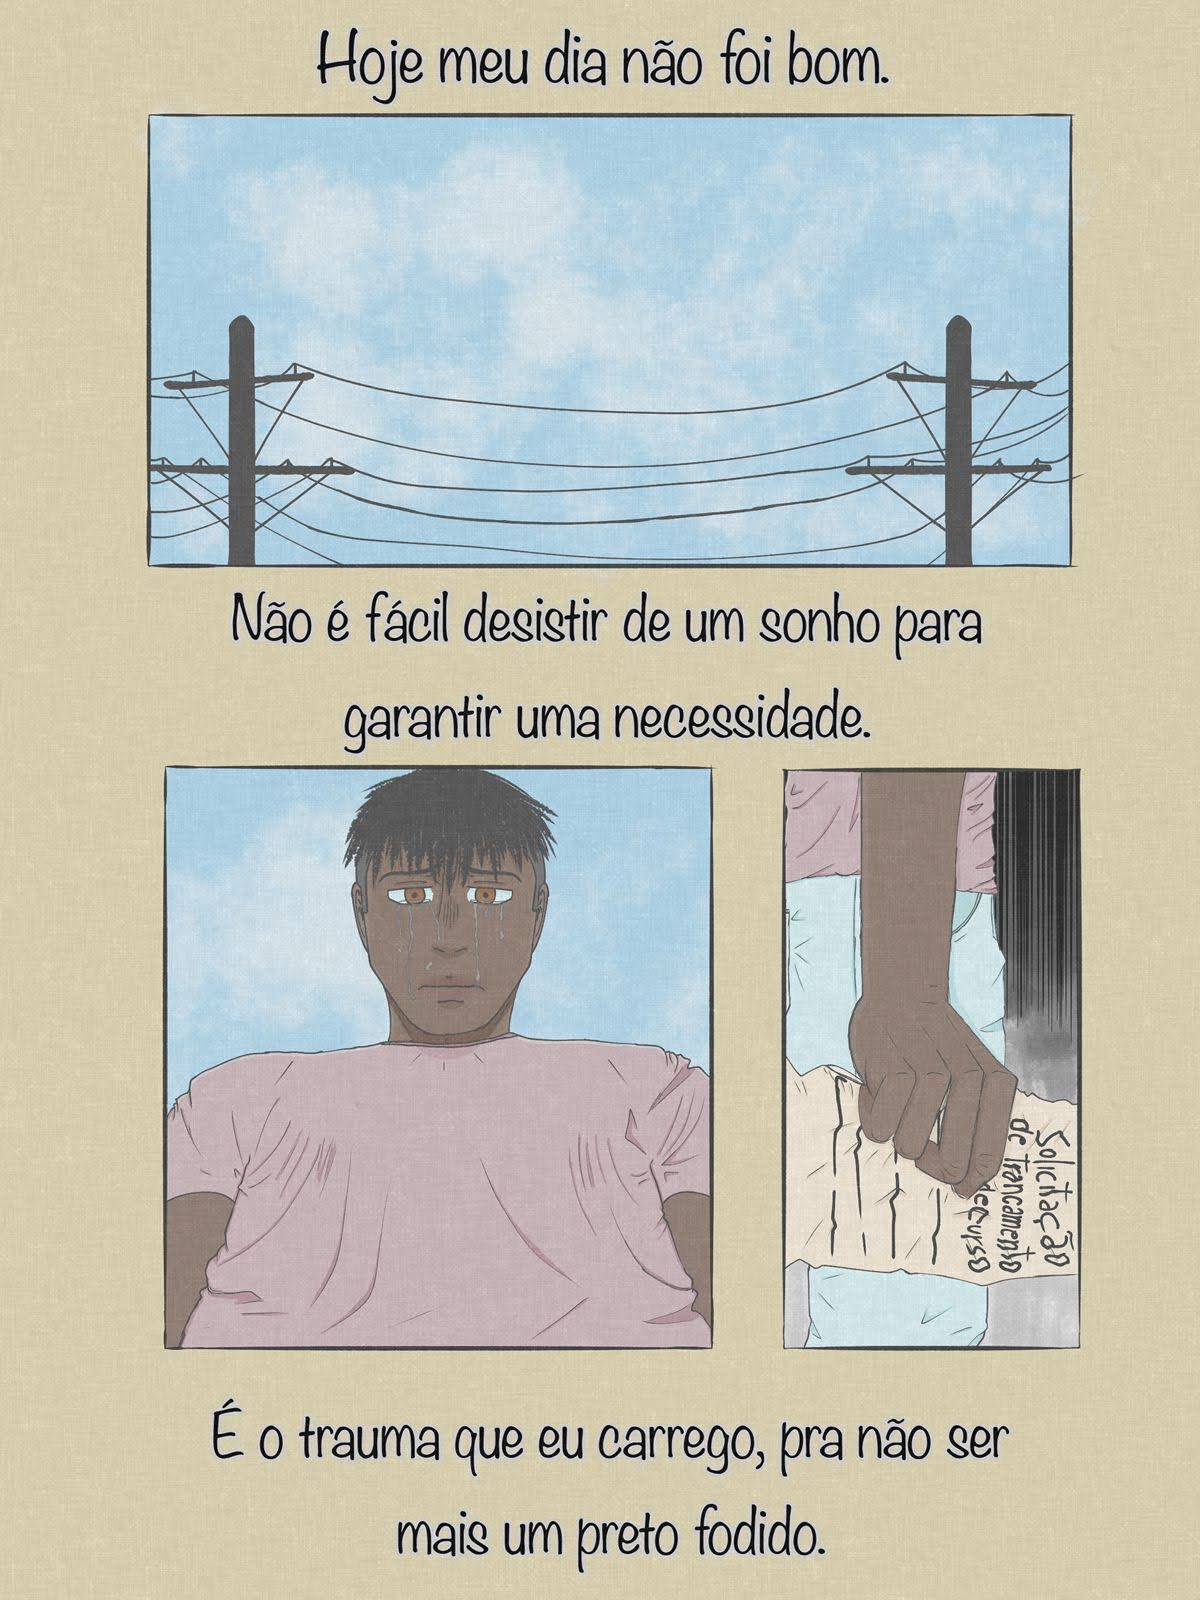 Hoje meu dia não foi bom.
Não é fácil desistir de um sonho para
garantir uma necessidade.
Solicitação
de trancamento
de curso
É o trauma que eu carrego, pra não ser
mais um preto fodido.